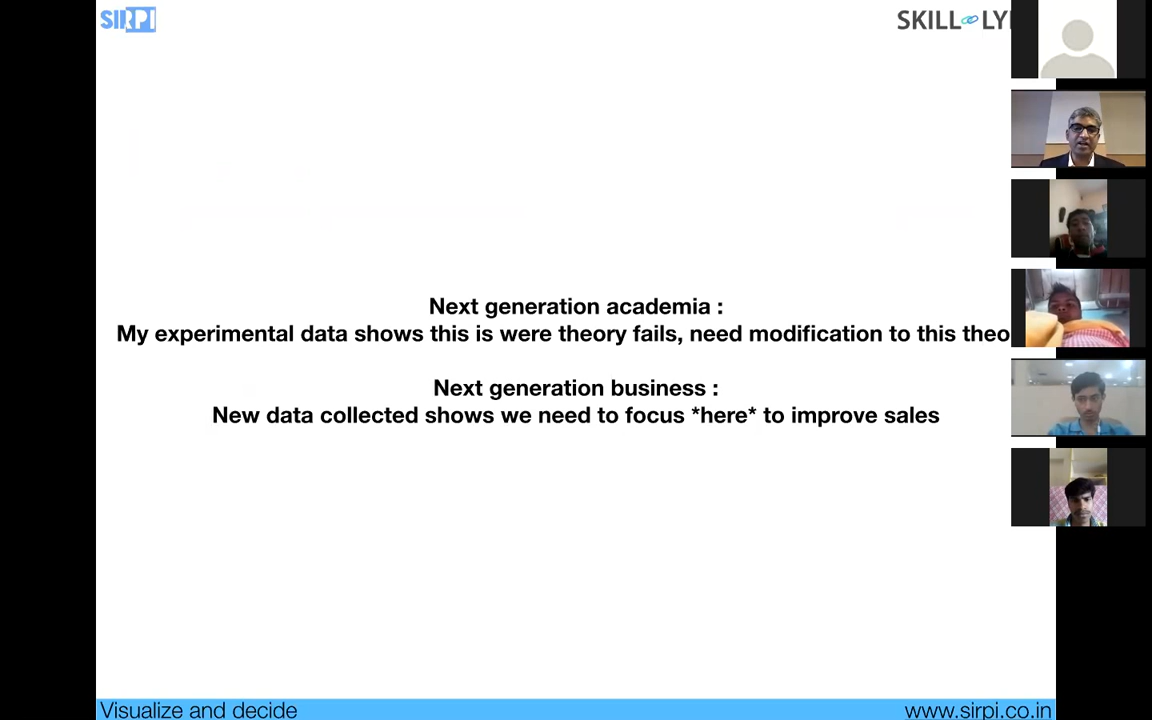 SIRPI
SKILL LY
Next generation academia :
My experimental data shows this is were theory fails, need modification to this theo
Next generation business :
New data collected shows we need to focus *here* to improve sales
Visualize and decide
www.sirpi.co.in